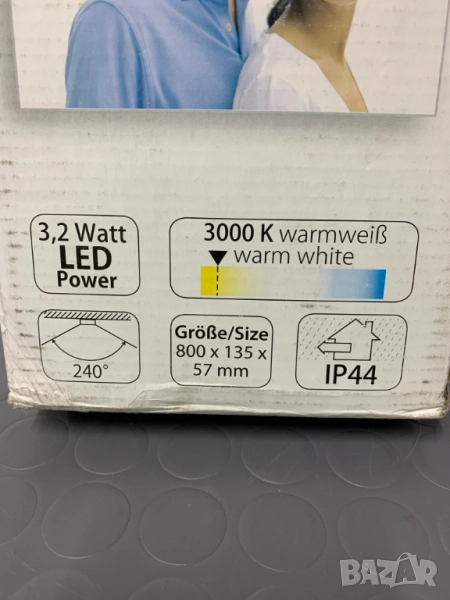 3,2 Watt
LED
Power
3000 K warmweiß
warm white
240°
Größe/Size
800 x 135 x
57 mm
IP44
BAZAR